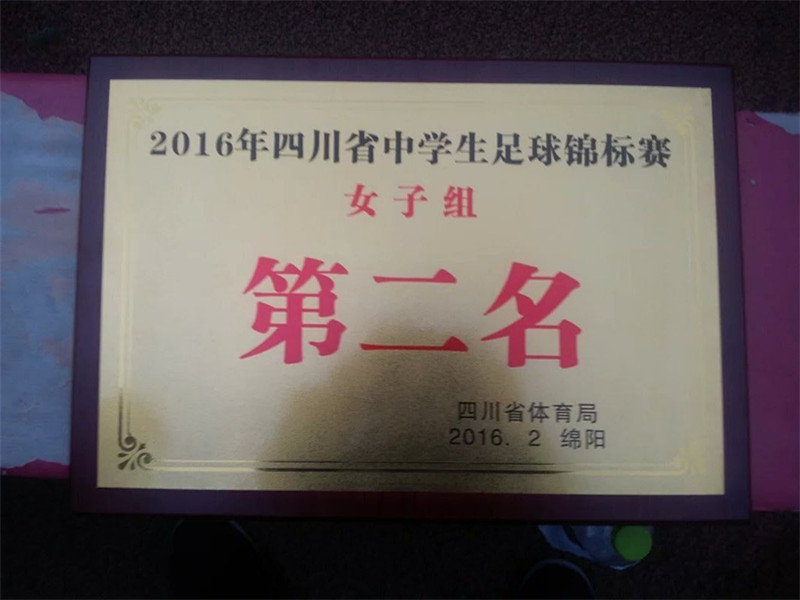 2016年四川省中学生足球锦标赛
女子组
第二名
四川省体育局
2016. 2 绵阳